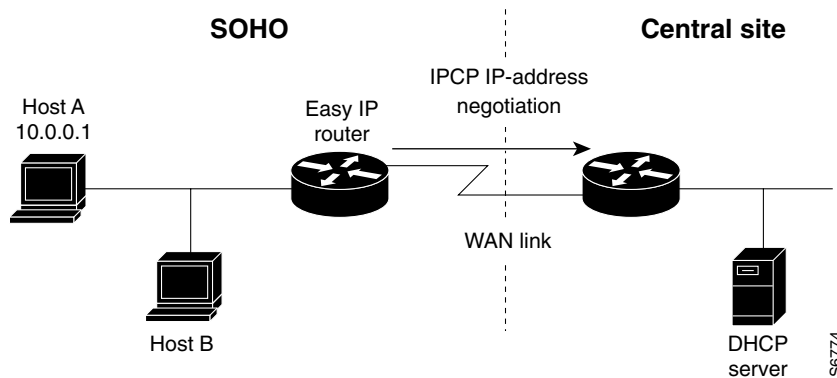 SOHO
Central site
IPCP IP-address
negotiation
Host A
10.0.0.1
Easy IP
router
WAN link
Host B
DHCP
server
S6774